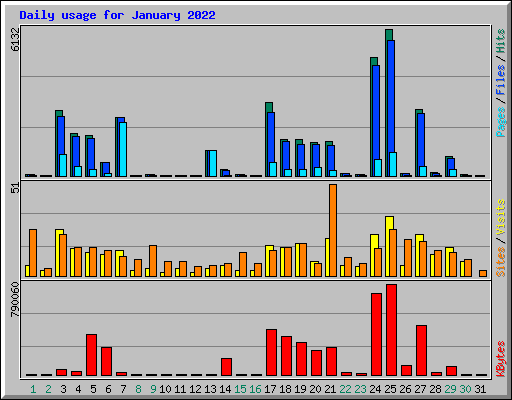 Daily usage for January 2022
6132
51
790060
Pages / Files / Hits
Sites / Visits
KBytes
1 2 3 4 5 6 7 8 9 10 11 12 13 14 15 16 17 18 19 20 21 22 23 24 25 26 27 28 29 30 31